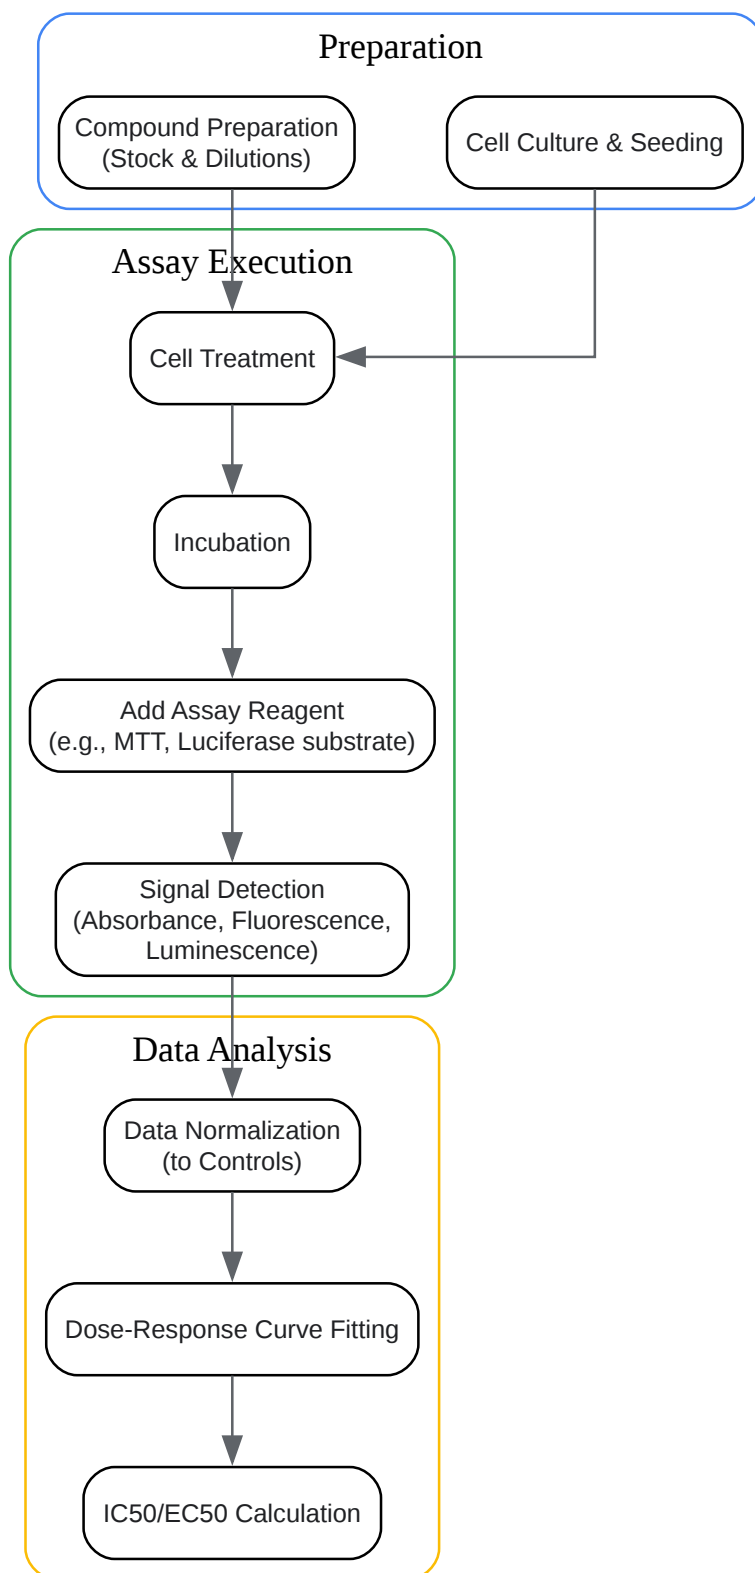 Preparation
Compound Preparation
(Stock & Dilutions)
Cell Culture & Seeding
Assay Execution
Cell Treatment
Incubation
Add Assay Reagent
(e.g., MTT, Luciferase substrate)
Signal Detection
(Absorbance, Fluorescence,
Luminescence)
Data Analysis
Data Normalization
(to Controls)
Dose-Response Curve Fitting
IC50/EC50 Calculation